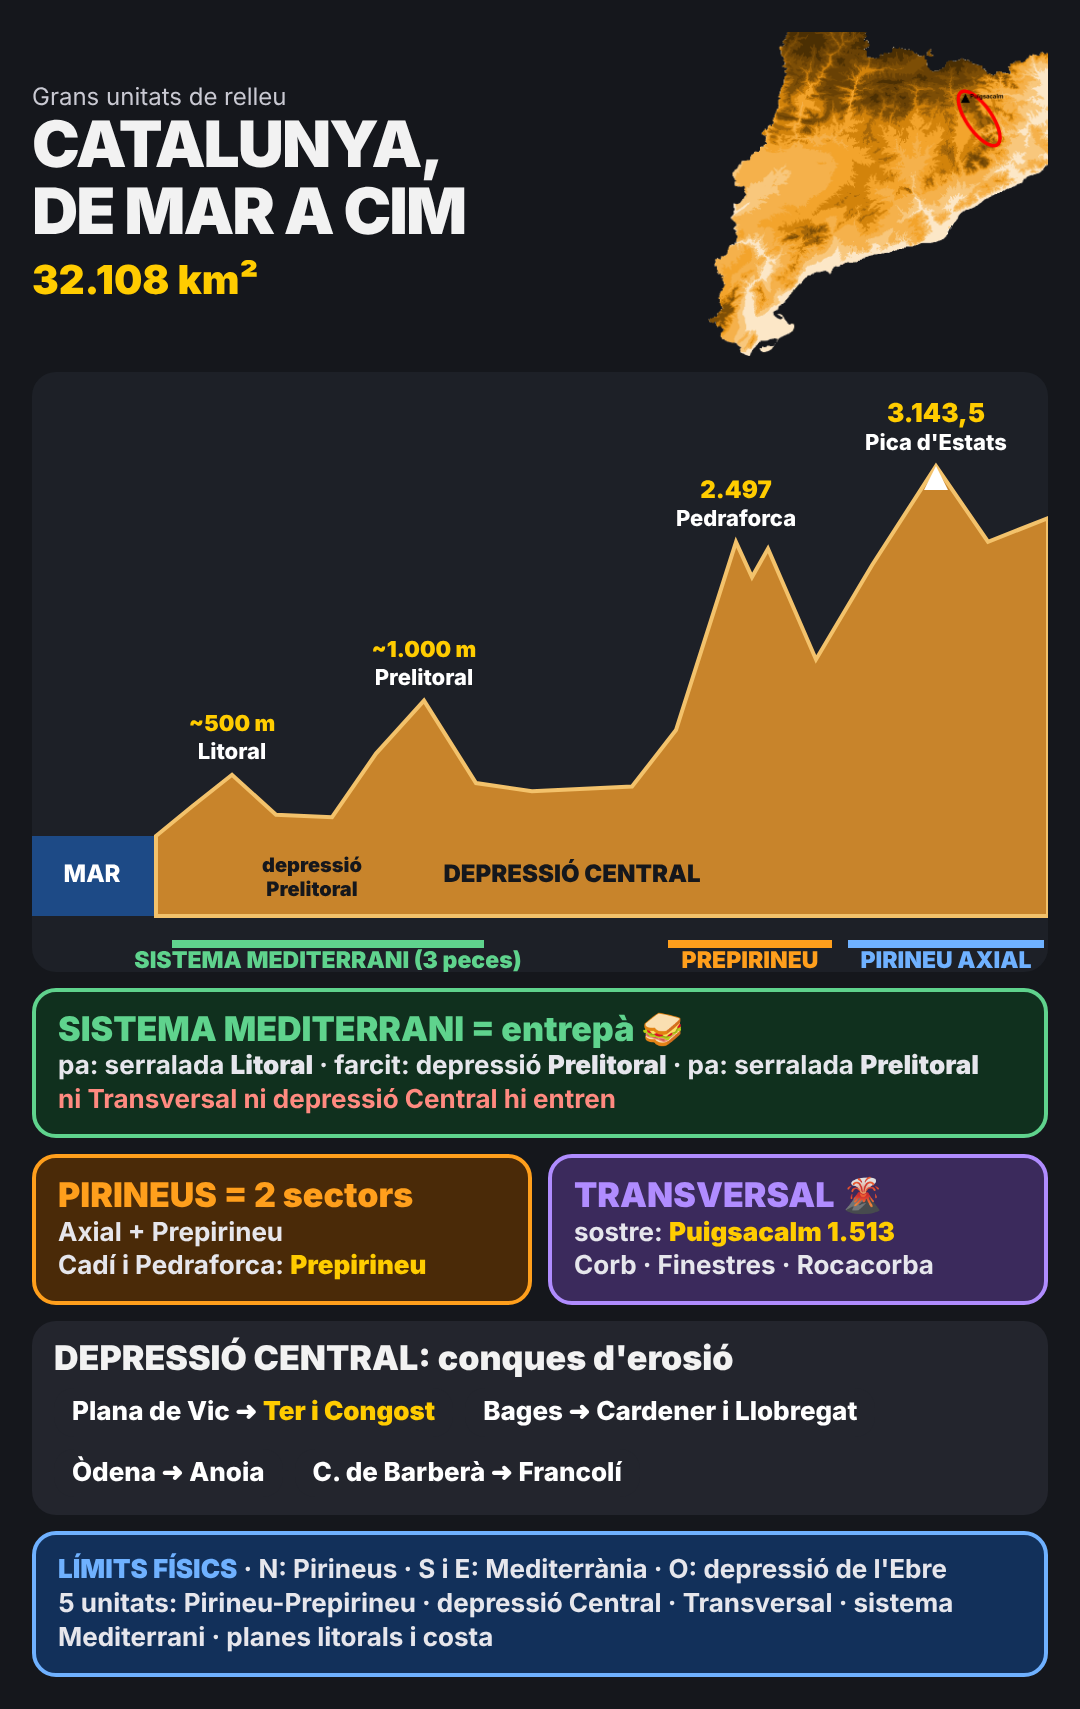 Grans unitats de relleu
CATALUNYA,
DE MAR A CIM
32.108 km²
Puigsacalm
3.143,5
Pica d'Estats
2.497
Pedraforca
~1.000 m
Prelitoral
~500 m
Litoral
MAR
depressió
Prelitoral
DEPRESSIÓ CENTRAL
SISTEMA MEDITERRANI (3 peces)
PREPIRINEU
PIRINEU AXIAL
SISTEMA MEDITERRANI = entrepà 🥪
pa: serralada Litoral · farcit: depressió Prelitoral · pa: serralada Prelitoral
ni Transversal ni depressió Central hi entren
PIRINEUS = 2 sectors
Axial + Prepirineu
Cadí i Pedraforca: Prepirineu
TRANSVERSAL 🌋
sostre: Puigsacalm 1.513
Corb · Finestres · Rocacorba
DEPRESSIÓ CENTRAL: conques d'erosió
Plana de Vic ➜ Ter i Congost
Bages ➜ Cardener i Llobregat
Òdena ➜ Anoia
C. de Barberà ➜ Francolí
LÍMITS FÍSICS · N: Pirineus · S i E: Mediterrània · O: depressió de l'Ebre
5 unitats: Pirineu-Prepirineu · depressió Central · Transversal · sistema
Mediterrani · planes litorals i costa